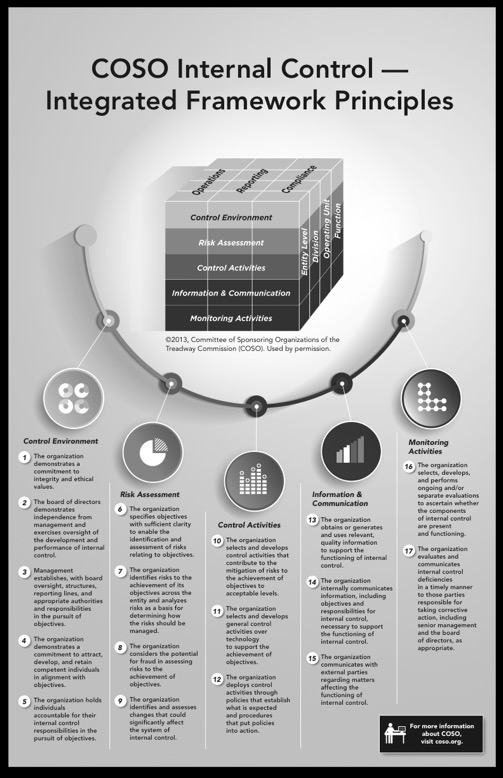 COSO Internal Control —
Integrated Framework Principles
Operations
Reporting
Compliance
Control Environment
Risk Assessment
Control Activities
Information & Communication
Monitoring Activities
Entity Level
Division
Operating Unit
Function
©2013, Committee of Sponsoring Organizations of the
Treadway Commission (COSO). Used by permission.
Control Environment
1 The organization
demonstrates a
commitment to
integrity and ethical
values.
2 The board of directors
demonstrates
independence from
management and
exercises oversight of
the development and
performance of internal
control.
3 Management
establishes, with board
oversight, structures,
reporting lines, and
appropriate authorities
and responsibilities
in the pursuit of
objectives.
4 The organization
demonstrates a
commitment to attract,
develop, and retain
competent individuals
in alignment with
objectives.
5 The organization holds
individuals
accountable for their
internal control
responsibilities in the
pursuit of objectives.
Risk Assessment
6 The organization
specifies objectives
with sufficient clarity
to enable the
identification and
assessment of risks
relating to objectives.
7 The organization
identifies risks to the
achievement of its
objectives across the
entity and analyzes
risks as a basis for
determining how
the risks should be
managed.
8 The organization
considers the potential
for fraud in assessing
risks to the
achievement of
objectives.
9 The organization
identifies and assesses
changes that could
significantly affect
the system of
internal control.
Control Activities
10 The organization
selects and develops
control activities that
contribute to the
mitigation of risks to
the achievement of
objectives to
acceptable levels.
11 The organization
selects and develops
general control
activities over
technology
to support the
achievement of
objectives.
12 The organization
deploys control
activities through
policies that establish
what is expected
and procedures
that put policies
into action.
Information &
Communication
13 The organization
obtains or generates
and uses relevant,
quality information
to support the
functioning of internal
control.
14 The organization
internally communicates
information, including
objectives and
responsibilities for
internal control,
necessary to support
the functioning of
internal control.
15 The organization
communicates with
external parties
regarding matters
affecting the
functioning of
internal control.
Monitoring
Activities
16 The organization
selects, develops,
and performs
ongoing and/or
separate evaluations
to ascertain whether
the components
of internal control
are present
and functioning.
17 The organization
evaluates and
communicates
internal control
deficiencies
in a timely manner
to those parties
responsible for
taking corrective
action, including
senior management
and the board
of directors, as
appropriate.
For more information
about COSO,
visit coso.org.